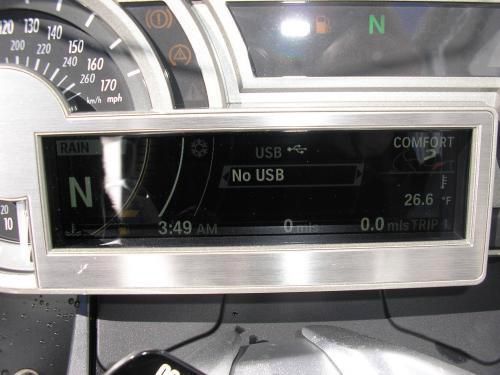 120 130 140 150 160 170
200 220 240 260
km/h mph
N
RAIN
USB
COMFORT
No USB
N
26.6 °F
20
10
3:49 AM
0 mls
0.0 mls TRIP 1